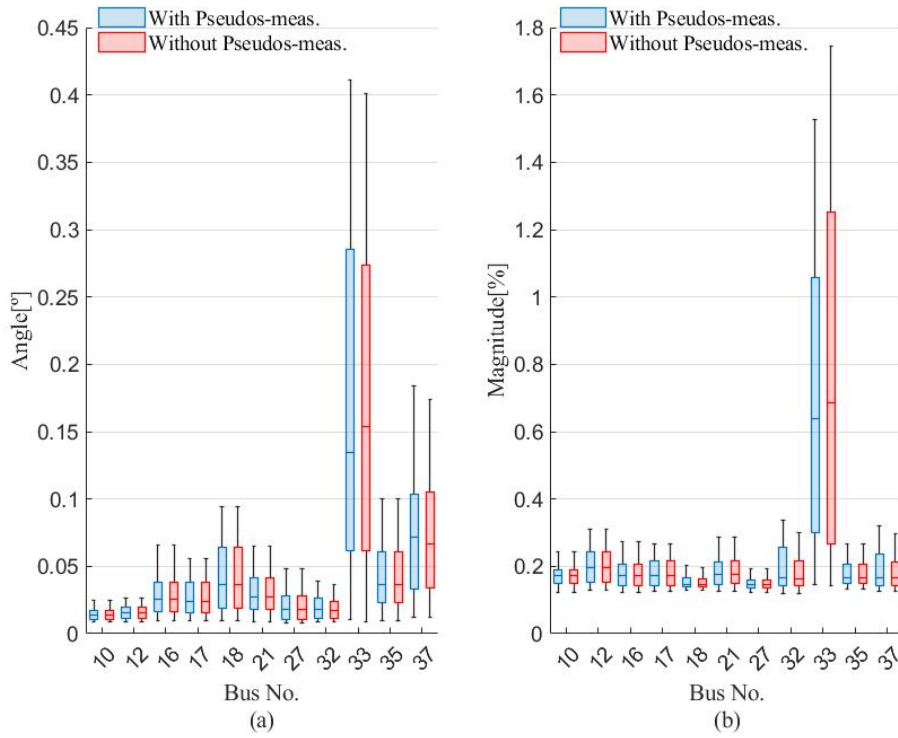 With Pseudos-meas.
Without Pseudos-meas.
0.45
0.4
0.35
0.3
0.25
0.2
0.15
0.1
0.05
0
Angle[º]
10 12 16 17 18 21 27 32 33 35 37
Bus No.
(a)
With Pseudos-meas.
Without Pseudos-meas.
1.8
1.6
1.4
1.2
1
0.8
0.6
0.4
0.2
0
Magnitude[%]
10 12 16 17 18 21 27 32 33 35 37
Bus No.
(b)